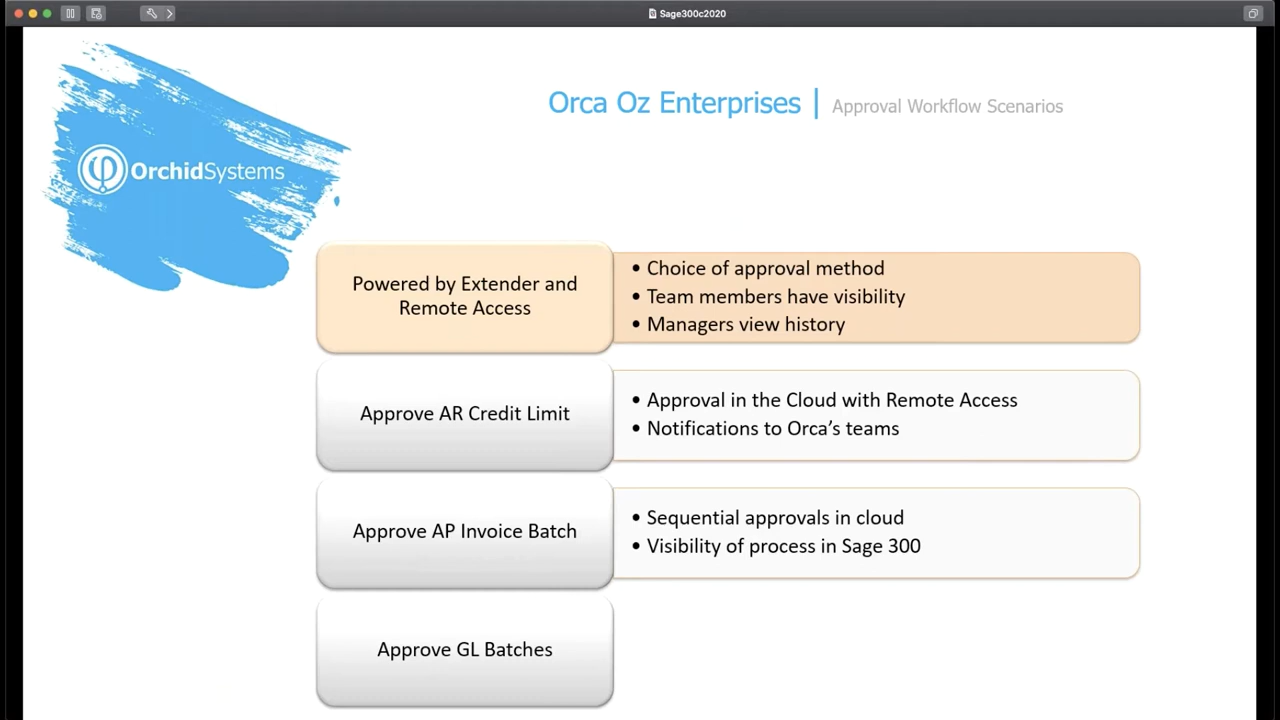 Sage300c2020
Orca Oz Enterprises | Approval Workflow Scenarios
OrchidSystems
Powered by Extender and
Remote Access
• Choice of approval method
• Team members have visibility
• Managers view history
Approve AR Credit Limit
• Approval in the Cloud with Remote Access
• Notifications to Orca’s teams
Approve AP Invoice Batch
• Sequential approvals in cloud
• Visibility of process in Sage 300
Approve GL Batches